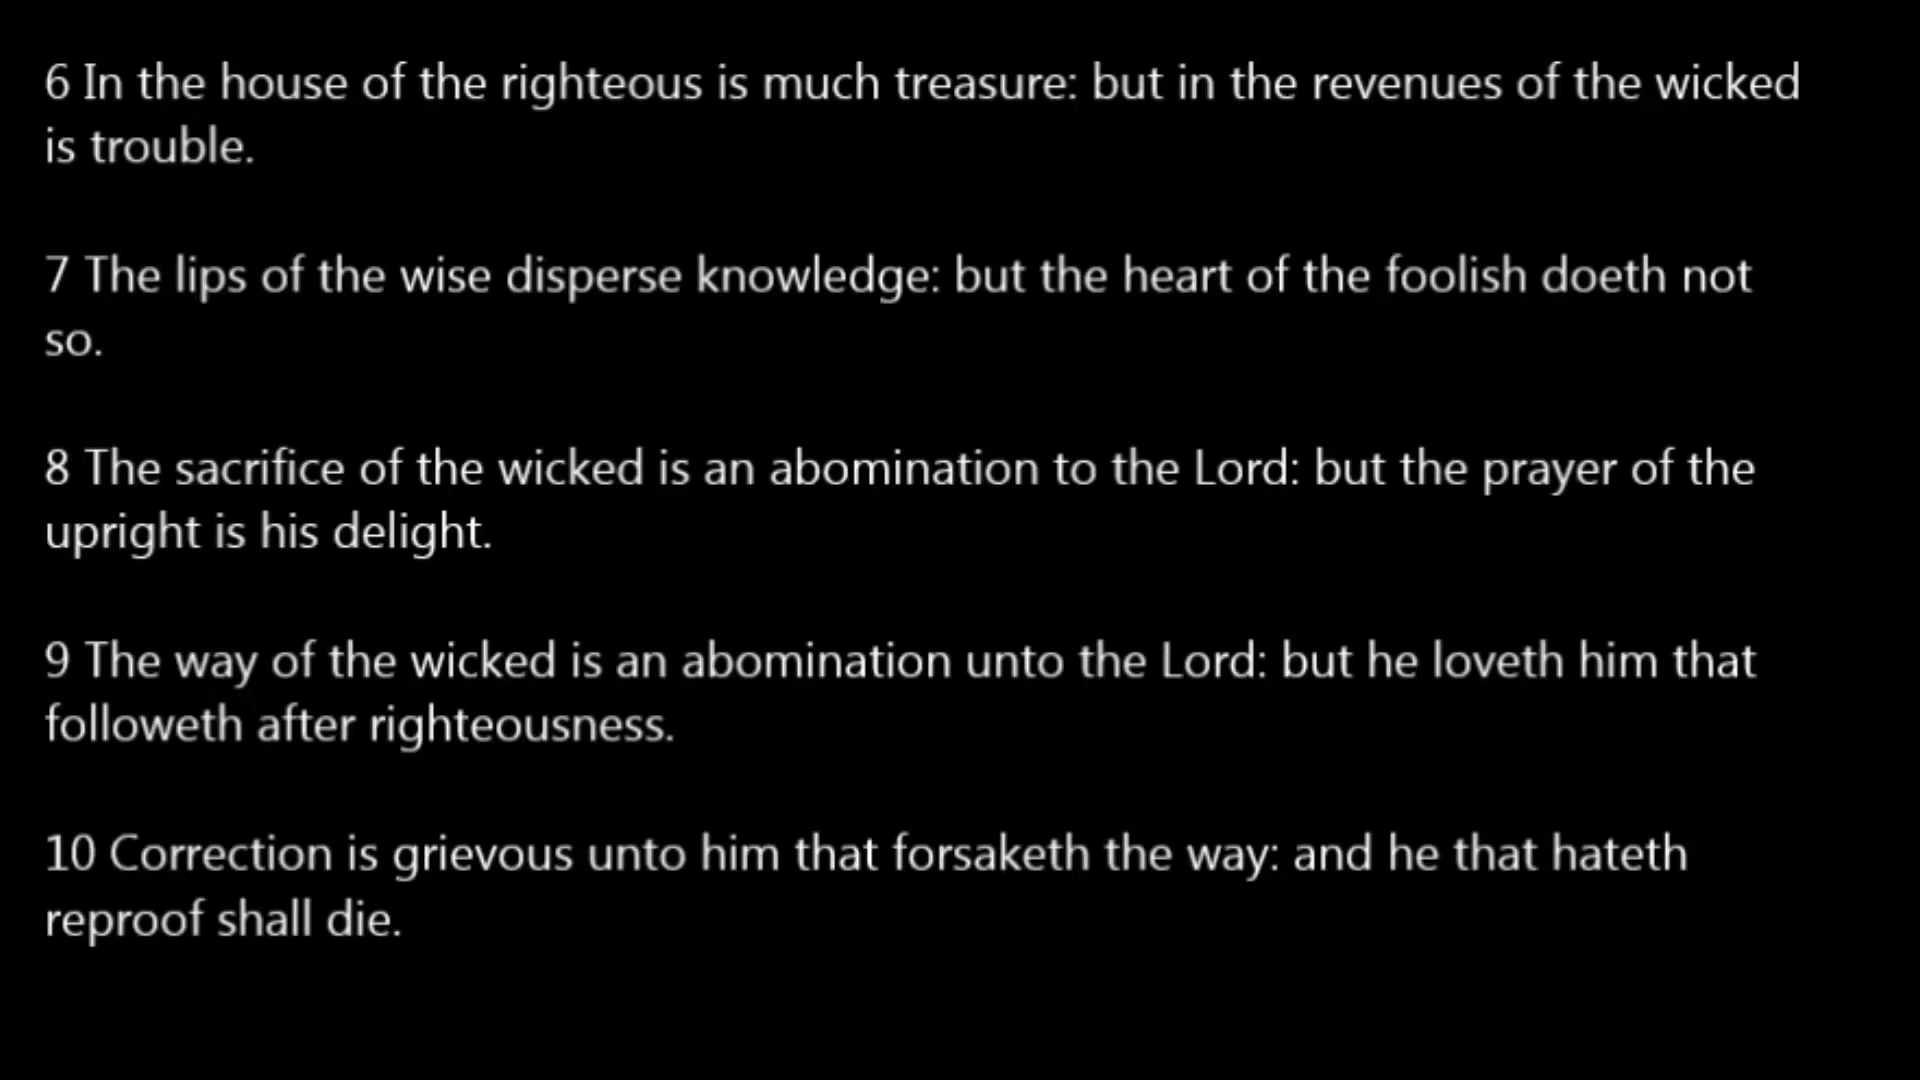 6 In the house of the righteous is much treasure: but in the revenues of the wicked
is trouble.
7 The lips of the wise disperse knowledge: but the heart of the foolish doeth not
so.
8 The sacrifice of the wicked is an abomination to the Lord: but the prayer of the
upright is his delight.
9 The way of the wicked is an abomination unto the Lord: but he loveth him that
followeth after righteousness.
10 Correction is grievous unto him that forsaketh the way: and he that hateth
reproof shall die.